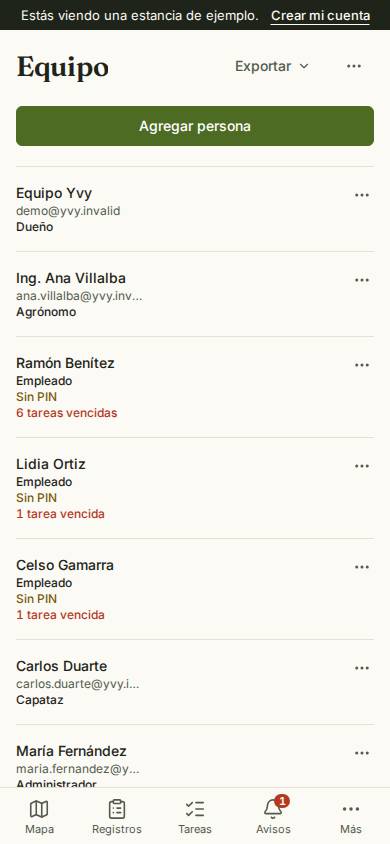 Estás viendo una estancia de ejemplo. Crear mi cuenta
Equipo
Exportar
Agregar persona
Equipo Yvy
demo@yvy.invalid
Dueño
Ing. Ana Villalba
ana.villalba@yvy.inv...
Agrónomo
Ramón Benítez
Empleado
Sin PIN
6 tareas vencidas
Lidia Ortiz
Empleado
Sin PIN
1 tarea vencida
Celso Gamarra
Empleado
Sin PIN
1 tarea vencida
Carlos Duarte
carlos.duarte@yvy.i...
Capataz
María Fernández
maria.fernandez@y...
Administrador
1
Mapa Registros Tareas Avisos Más